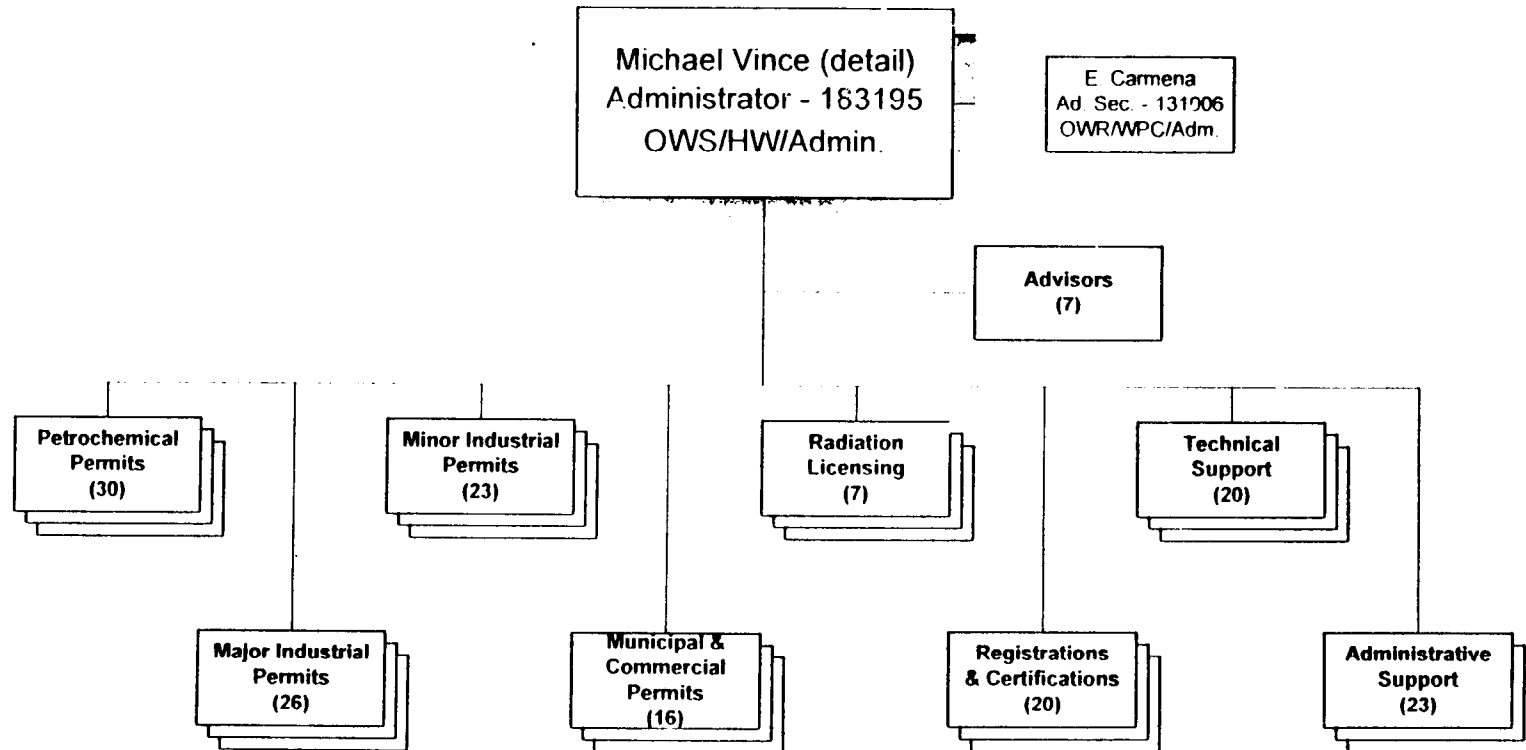 Michael Vince (detail)
Administrator - 183195
OWS/HW/Admin.
E. Carmena
Ad. Sec. - 131006
OWR/WPC/Adm.
Advisors
(7)
Petrochemical
Permits
(30)
Minor Industrial
Permits
(23)
Radiation
Licensing
(7)
Technical
Support
(20)
Major Industrial
Permits
(26)
Municipal &
Commercial
Permits
(16)
Registrations
& Certifications
(20)
Administrative
Support
(23)